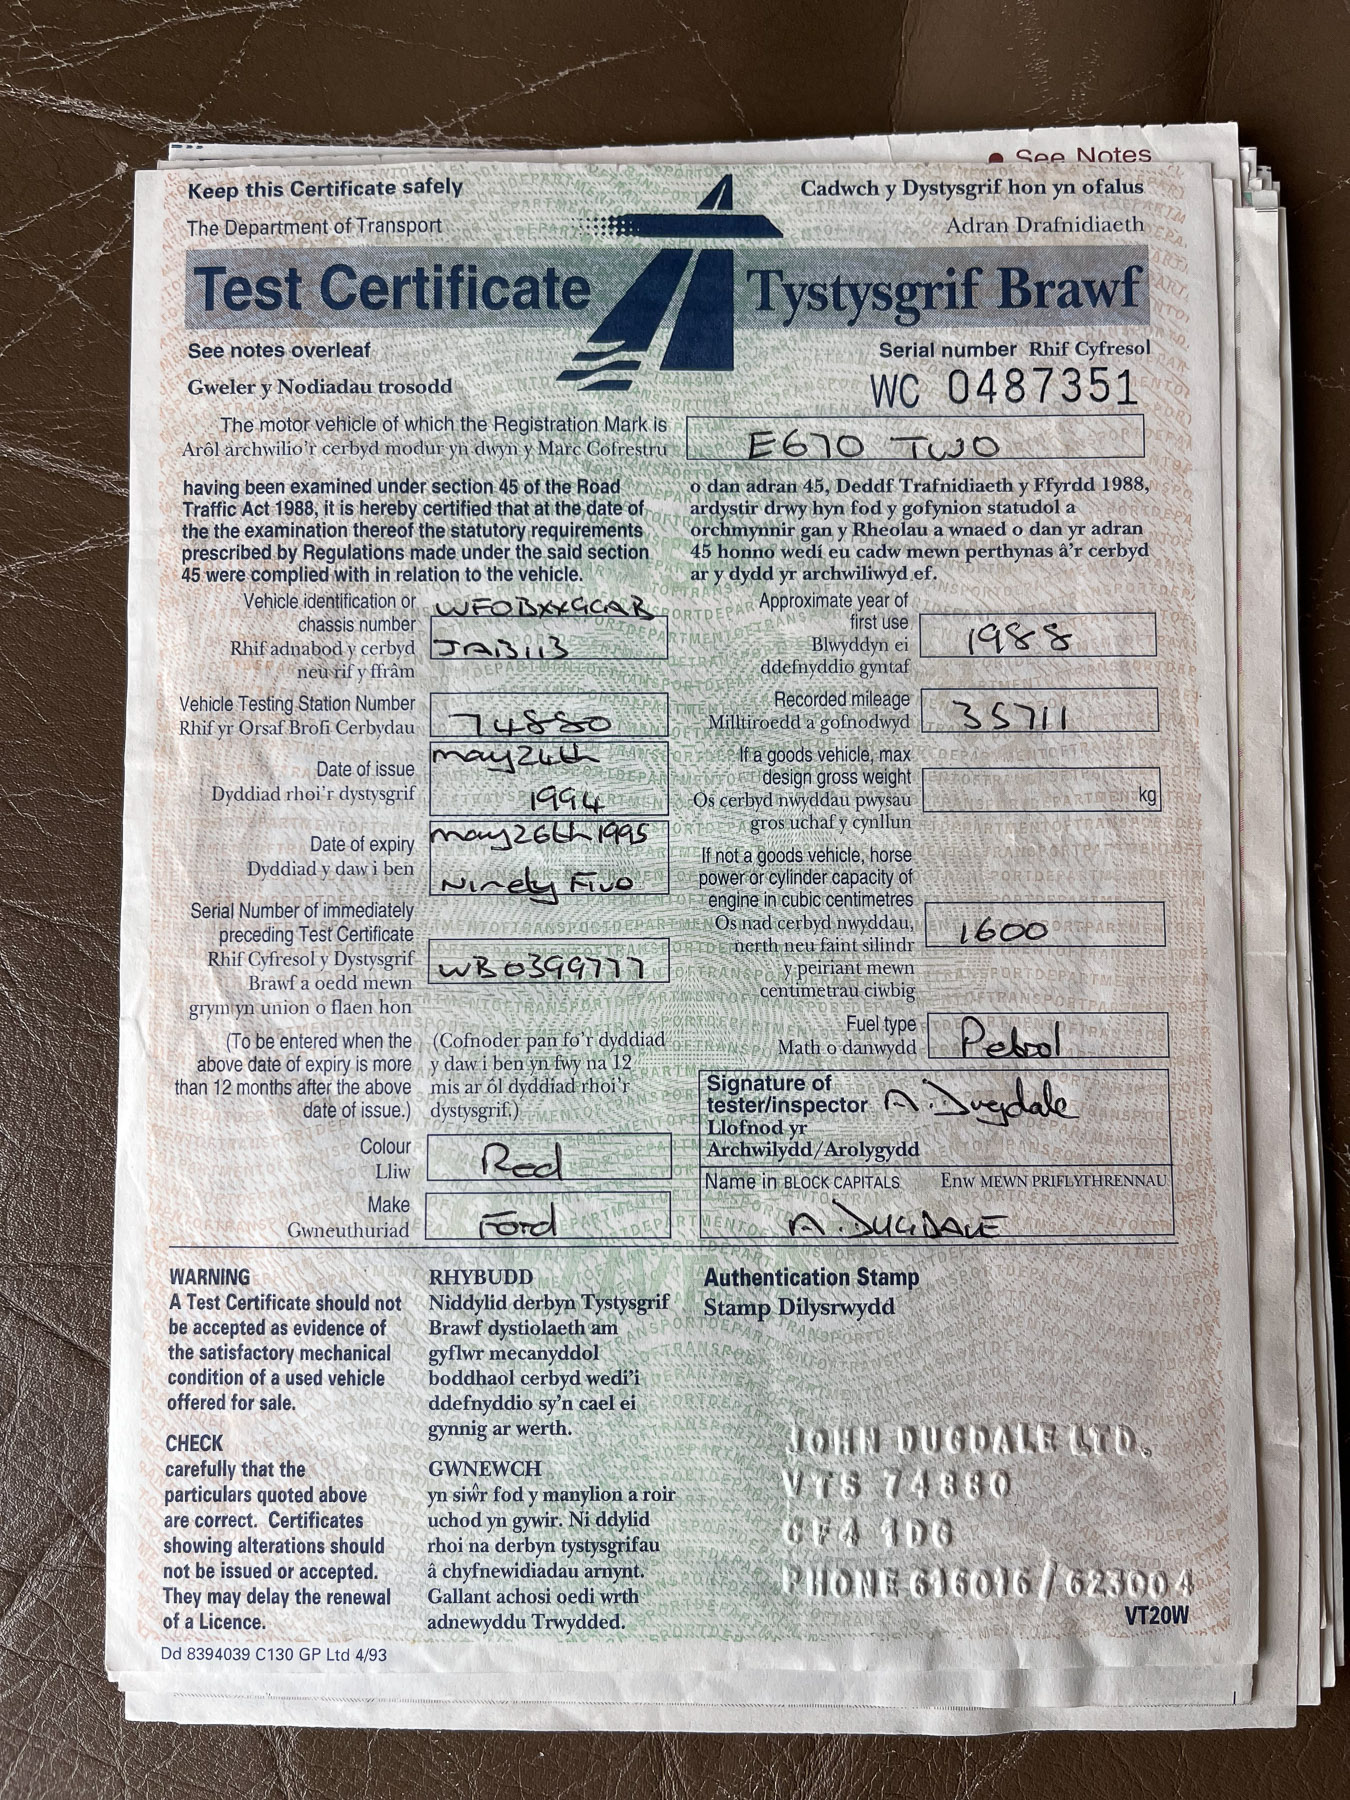 See Notes
Keep this Certificate safely
Cadwch y Dystysgrif hon yn ofalus
The Department of Transport
Adran Drafnidiaeth
Test Certificate
Tystysgrif Brawf
See notes overleaf
Gweler y Nodiadau trosodd
Serial number Rhif Cyfresol
WC 0487351
The motor vehicle of which the Registration Mark is
Arôl archwilio'r cerbyd modur yn dwyn y Marc Cofrestru
E670 TWO
having been examined under section 45 of the Road
Traffic Act 1988, it is hereby certified that at the date of
the the examination thereof the statutory requirements
prescribed by Regulations made under the said section
45 were complied with in relation to the vehicle.
o dan adran 45, Deddf Trafnidiaeth y Ffyrdd 1988,
ardystir drwy hyn fod y gofynion statudol a
orchmynnir gan y Rheolau a wnaed o dan yr adran
45 honno wedi eu cadw mewn perthynas â'r cerbyd
ar y dydd yr archwiliwyd ef.
Vehicle identification or
chassis number
Rhif adnabod y cerbyd
neu rif y ffrâm
WF0BXXGCAB
JAB113
Vehicle Testing Station Number
Rhif yr Orsaf Brofi Cerbydau
74880
Date of issue
Dyddiad rhoi'r dystysgrif
May 24th
1994
Date of expiry
Dyddiad y daw i ben
May 26th 1995
Ninety Five
Serial Number of immediately
preceding Test Certificate
Rhif Cyfresol y Dystysgrif
Brawf a oedd mewn
grym yn union o flaen hon
WB0399777
(To be entered when the
above date of expiry is more
than 12 months after the above
date of issue.)
(Cofnoder pan fo'r dyddiad
y daw i ben yn fwy na 12
mis ar ôl dyddiad rhoi'r
dystysgrif.)
Colour
Lliw
Red
Make
Gwneuthuriad
Ford
Approximate year of
first use
Blwyddyn ei
ddefnyddio gyntaf
1988
Recorded mileage
Milltiroedd a gofnodwyd
35711
If a goods vehicle, max
design gross weight
Os cerbyd nwyddau pwysau
gros uchaf y cynllun
kg
If not a goods vehicle, horse
power or cylinder capacity of
engine in cubic centimetres
Os nad cerbyd nwyddau,
nerth neu faint silindr
y peiriant mewn
centimetrau ciwbig
1600
Fuel type
Math o danwydd
Petrol
Signature of
tester/inspector
Llofnod yr
Archwilydd/Arolygydd
A. Dugdale
Name in BLOCK CAPITALS
Enw MEWN PRIFLYTHRENNAU
A. DUGDALE
WARNING
A Test Certificate should not
be accepted as evidence of
the satisfactory mechanical
condition of a used vehicle
offered for sale.
CHECK
carefully that the
particulars quoted above
are correct. Certificates
showing alterations should
not be issued or accepted.
They may delay the renewal
of a Licence.
RHYBUDD
Niddylid derbyn Tystysgrif
Brawf dystiolaeth am
gyflwr mecanyddol
boddhaol cerbyd wedi'i
ddefnyddio sy'n cael ei
gynnig ar werth.
GWNEWCH
yn siŵr fod y manylion a roir
uchod yn gywir. Ni ddylid
rhoi na derbyn tystysgrifau
â chyfnewidiadau arnynt.
Gallant achosi oedi wrth
adnewyddu Trwydded.
Authentication Stamp
Stamp Dilysrwydd
JOHN DUGDALE LTD.
VTS 74880
CF4 1DG
PHONE 616016 / 623004
VT20W
Dd 8394039 C130 GP Ltd 4/93